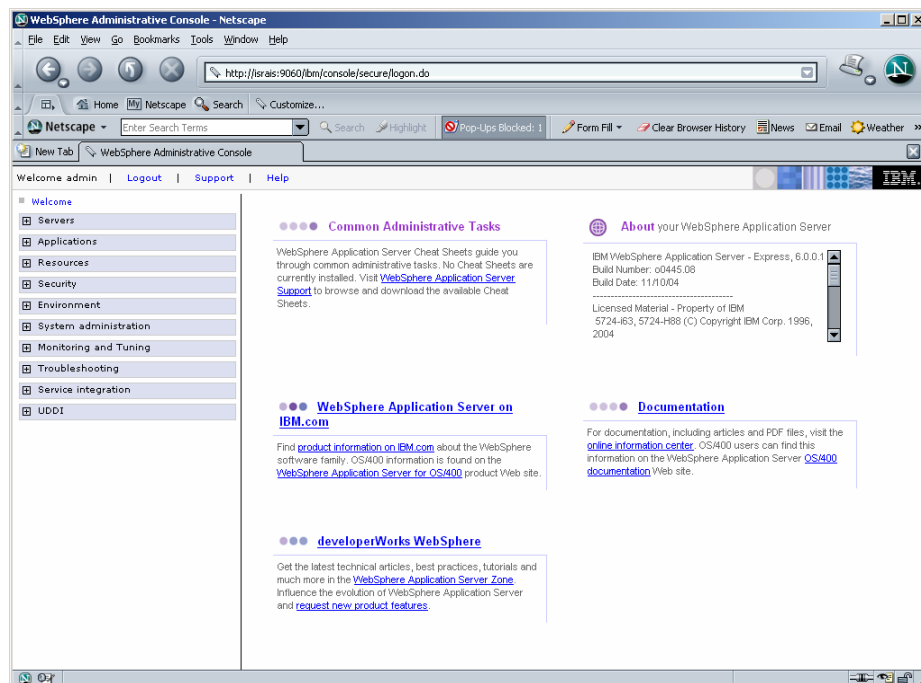 WebSphere Administrative Console - Netscape
File Edit View Go Bookmarks Tools Window Help
http://israis:9060/ibm/console/secure/logon.do
Home My Netscape Search Customize...
Netscape Enter Search Terms Search Highlight Pop-Ups Blocked: 1 Form Fill Clear Browser History News Email Weather »
New Tab WebSphere Administrative Console
Welcome admin | Logout | Support | Help IBM.
Welcome
Servers
Applications
Resources
Security
Environment
System administration
Monitoring and Tuning
Troubleshooting
Service integration
UDDI
Common Administrative Tasks
WebSphere Application Server Cheat Sheets guide you
through common administrative tasks. No Cheat Sheets are
currently installed. Visit WebSphere Application Server
Support to browse and download the available Cheat
Sheets.
About your WebSphere Application Server
IBM WebSphere Application Server - Express, 6.0.0.1
Build Number: o0445.08
Build Date: 11/10/04
--------------------------------------
Licensed Material - Property of IBM
5724-i63, 5724-H88 (C) Copyright IBM Corp. 1996,
2004
WebSphere Application Server on
IBM.com
Find product information on IBM.com about the WebSphere
software family. OS/400 information is found on the
WebSphere Application Server for OS/400 product Web site.
Documentation
For documentation, including articles and PDF files, visit the
online information center. OS/400 users can find this
information on the WebSphere Application Server OS/400
documentation Web site.
developerWorks WebSphere
Get the latest technical articles, best practices, tutorials and
much more in the WebSphere Application Server Zone.
Influence the evolution of WebSphere Application Server
and request new product features.